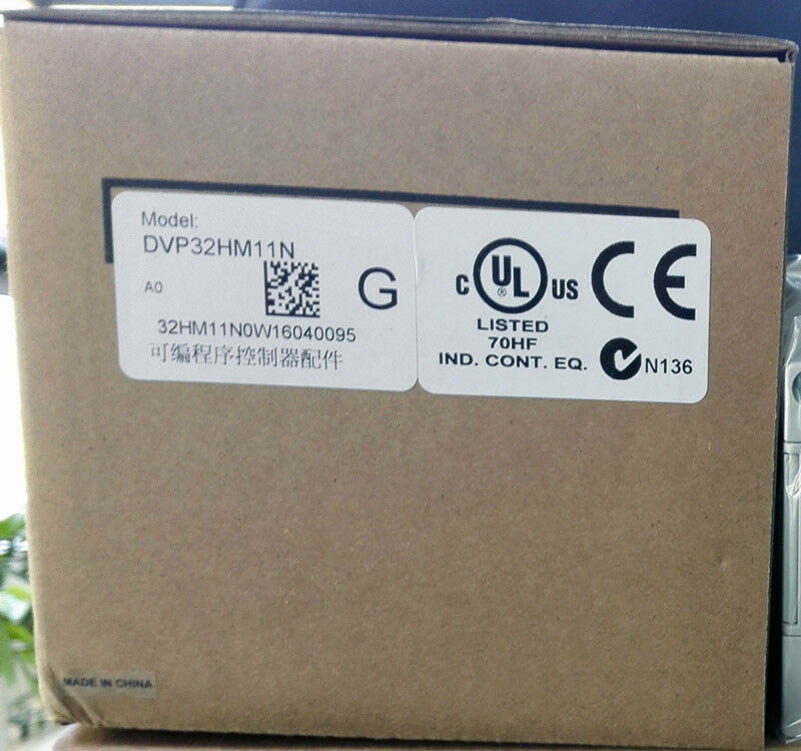 Model:
DVP32HM11N
A0
G
32HM11N0W16040095
可编程序控制器配件
C UL ® US
LISTED
70HF
IND. CONT. EQ.
CE
N136
MADE IN CHINA